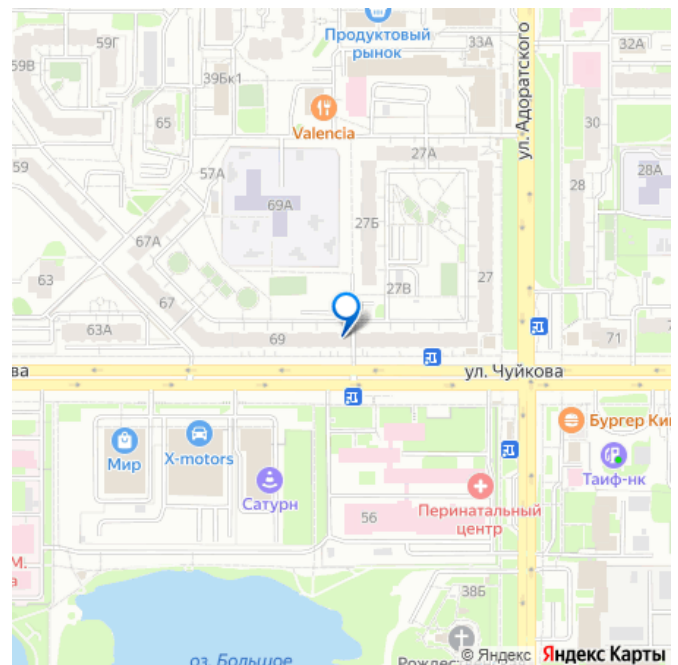 59Г
Продуктовый
рынок
33А
32А
59В
39Бк1
ул. Адоратского
65
Valencia
30
27А
59
57А
28А
28
69А
27Б
67А
63
27В
27
67
63А
69
71
ва
ул. Чуйкова
Бургер Ки
Мир
X-motors
Таиф-нк
Сатурн
Перинатальный
центр
56
М.
а
38Б
оз. Большое
© Яндекс
Яндекс Карты